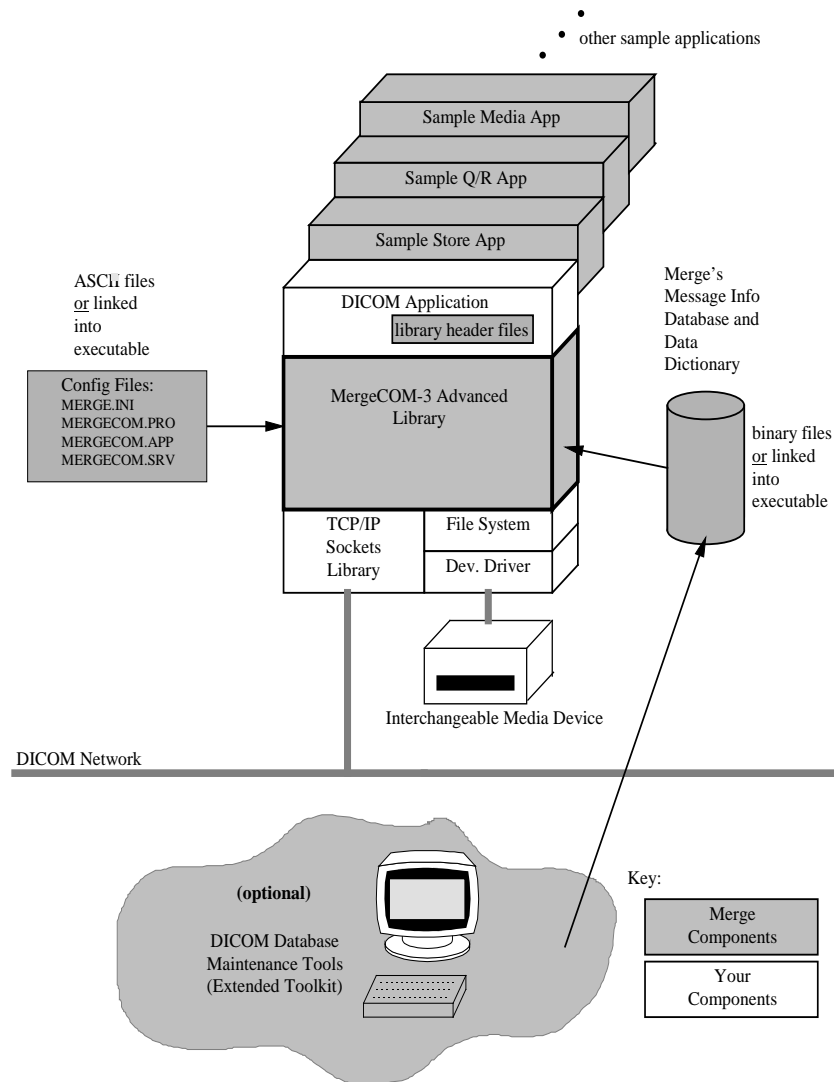 other sample applications
Sample Media App
Sample Q/R App
Sample Store App
ASCII files
or linked
into
executable
DICOM Application
library header files
Merge's
Message Info
Database and
Data
Dictionary
Config Files:
MERGE.INI
MERGECOM.PRO
MERGECOM.APP
MERGECOM.SRV
MergeCOM-3 Advanced
Library
binary files
or linked
into
executable
TCP/IP
Sockets
Library
File System
Dev. Driver
Interchangeable Media Device
DICOM Network
(optional)
DICOM Database
Maintenance Tools
(Extended Toolkit)
Key:
Merge
Components
Your
Components